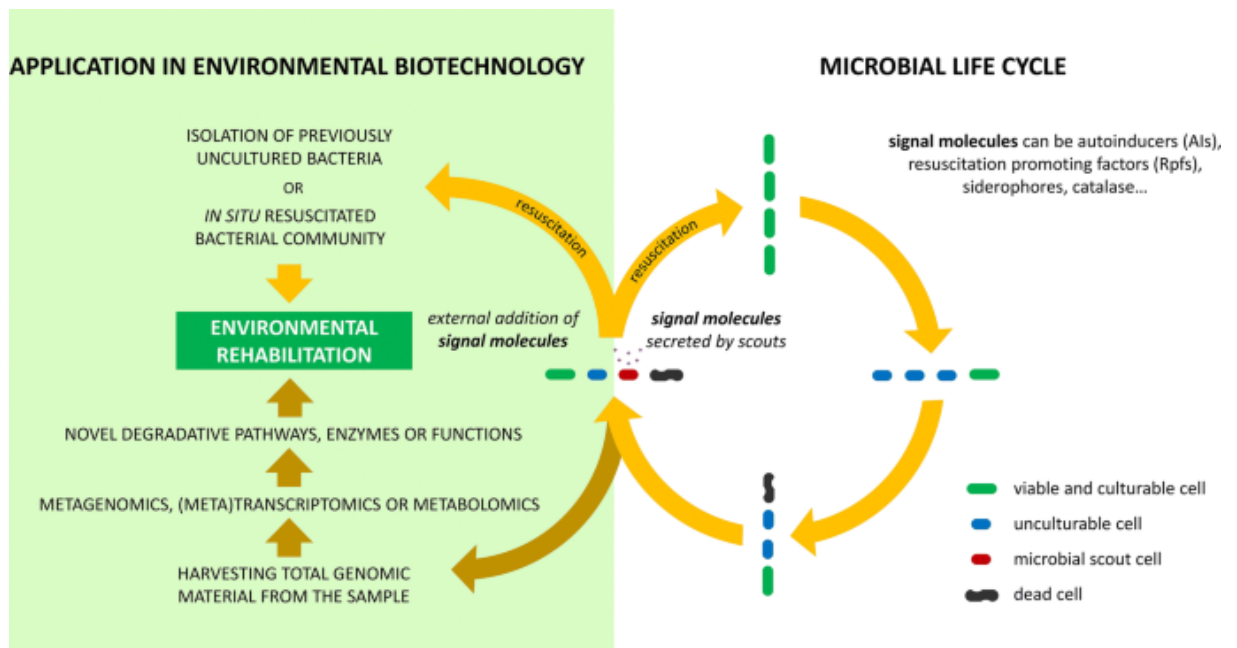 APPLICATION IN ENVIRONMENTAL BIOTECHNOLOGY
ISOLATION OF PREVIOUSLY
UNCULTURED BACTERIA
OR
IN SITU RESUSCITATED
BACTERIAL COMMUNITY
ENVIRONMENTAL
REHABILITATION
NOVEL DEGRADATIVE PATHWAYS, ENZYMES OR FUNCTIONS
METAGENOMICS, (META)TRANSCRIPTOMICS OR METABOLOMICS
HARVESTING TOTAL GENOMIC
MATERIAL FROM THE SAMPLE
resuscitation
external addition of
signal molecules
MICROBIAL LIFE CYCLE
signal molecules can be autoinducers (AIs),
resuscitation promoting factors (Rpfs),
siderophores, catalase...
resuscitation
signal molecules
secreted by scouts
viable and culturable cell
unculturable cell
microbial scout cell
dead cell